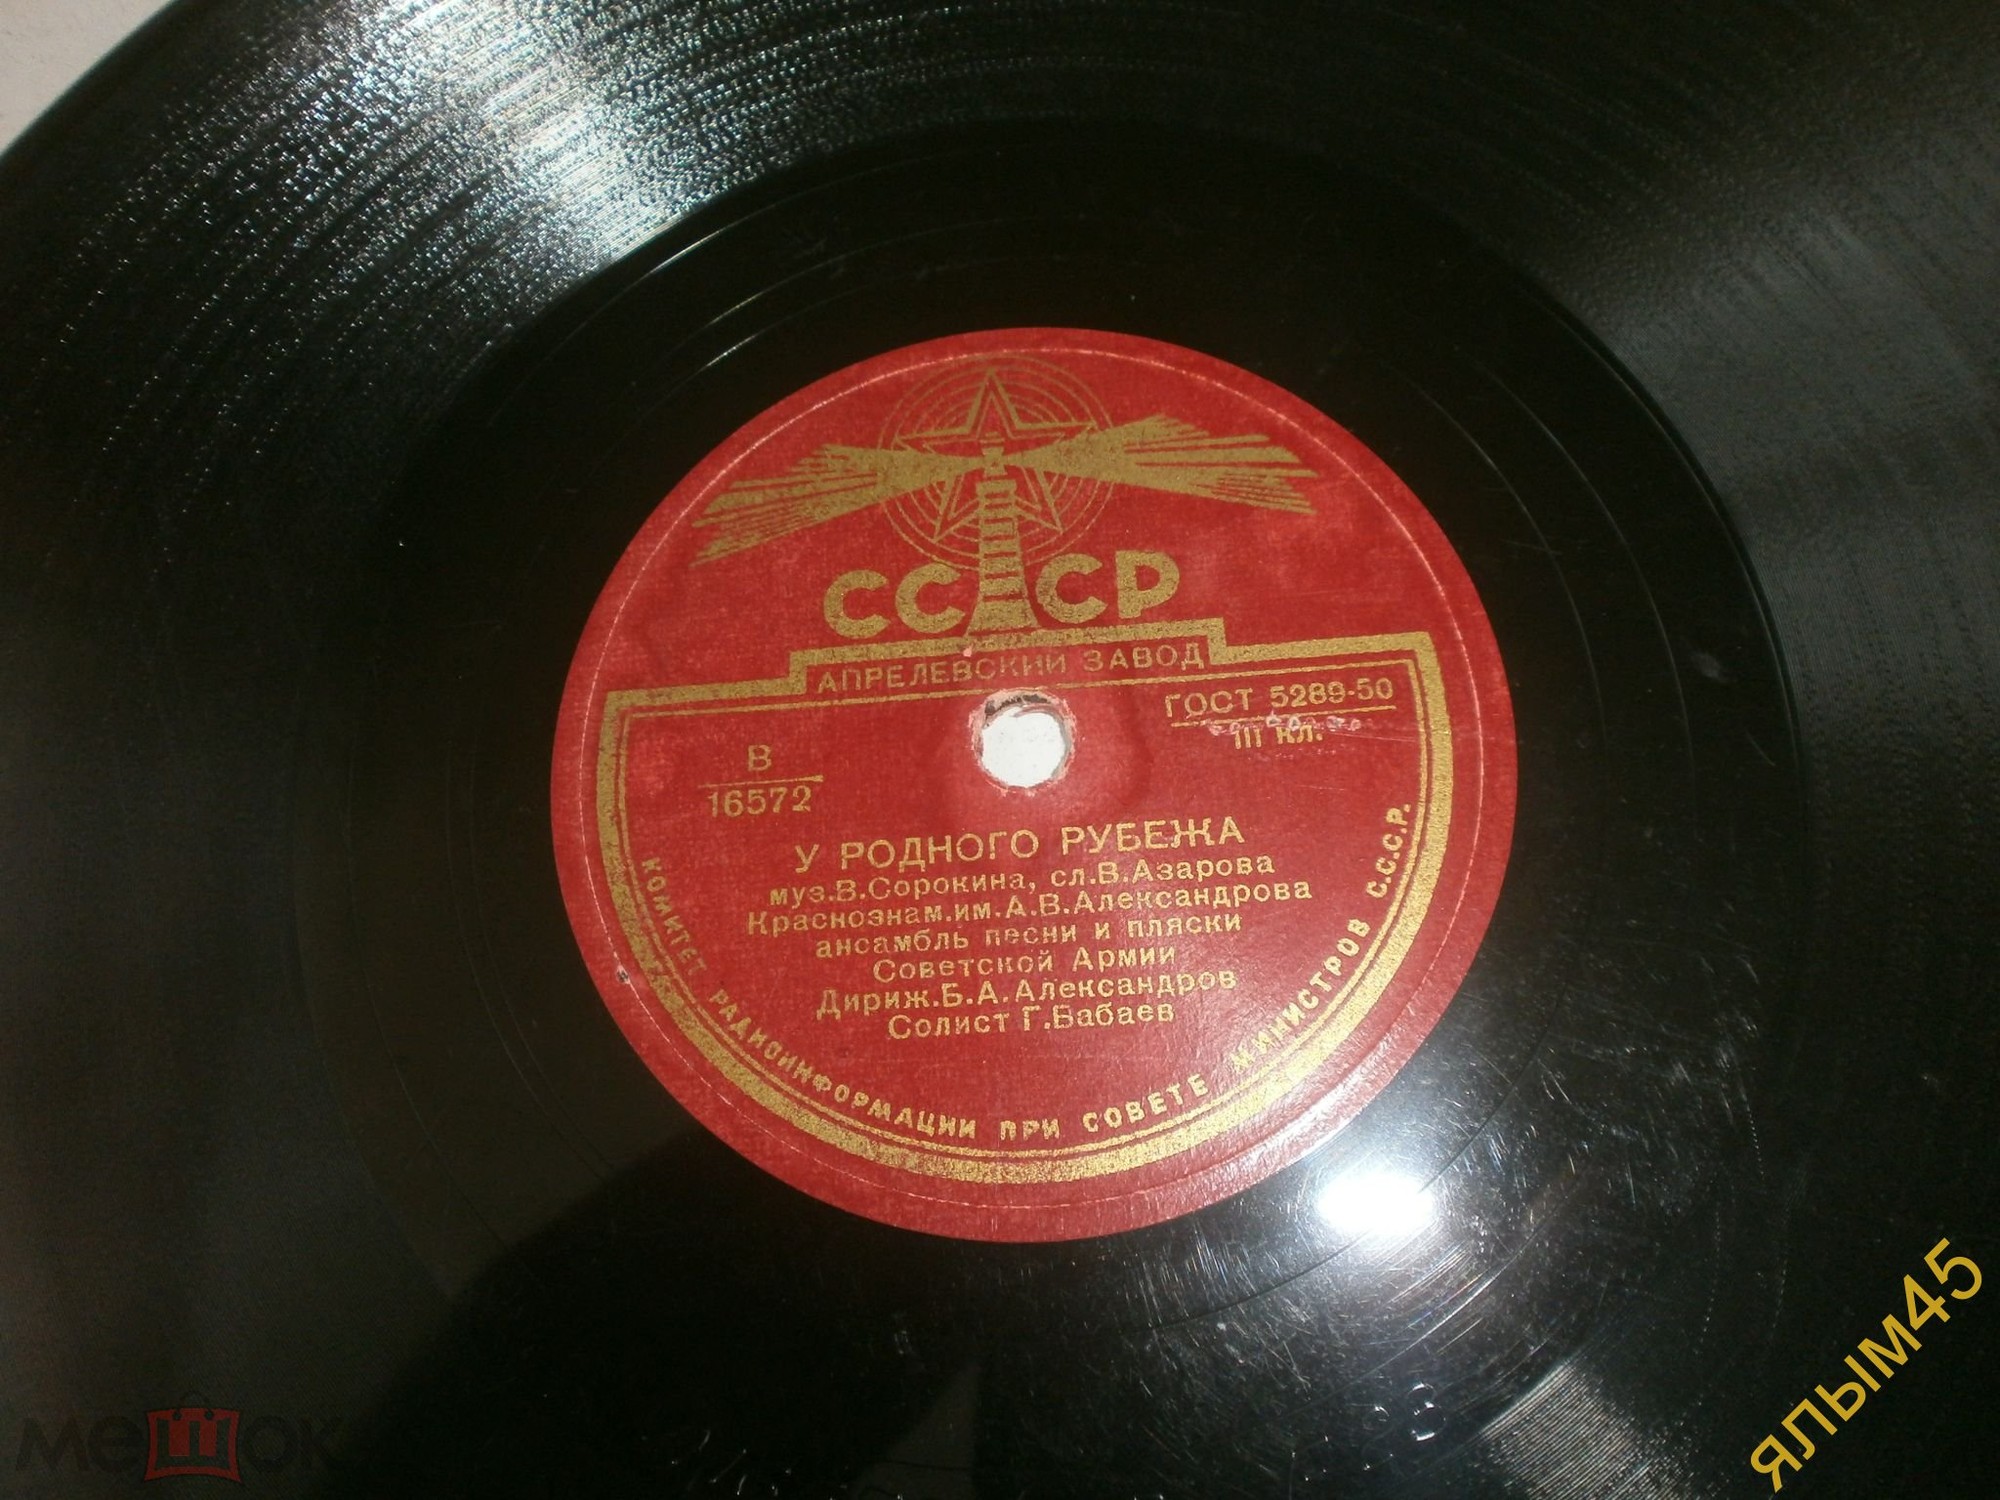 СССР
АПРЕЛЕВСКИЙ ЗАВОД
ГОСТ 5289-50
III кл.
В
16572
У РОДНОГО РУБЕЖА
муз.В.Сорокина, сл.В.Азарова
Краснознам.им.А.В.Александрова
ансамбль песни и пляски
Советской Армии
Дириж.Б.А.Александров
Солист Г.Бабаев
КОМИТЕТ РАДИОИНФОРМАЦИИ ПРИ СОВЕТЕ МИНИСТРОВ С.С.С.Р.
мешок
ялым45